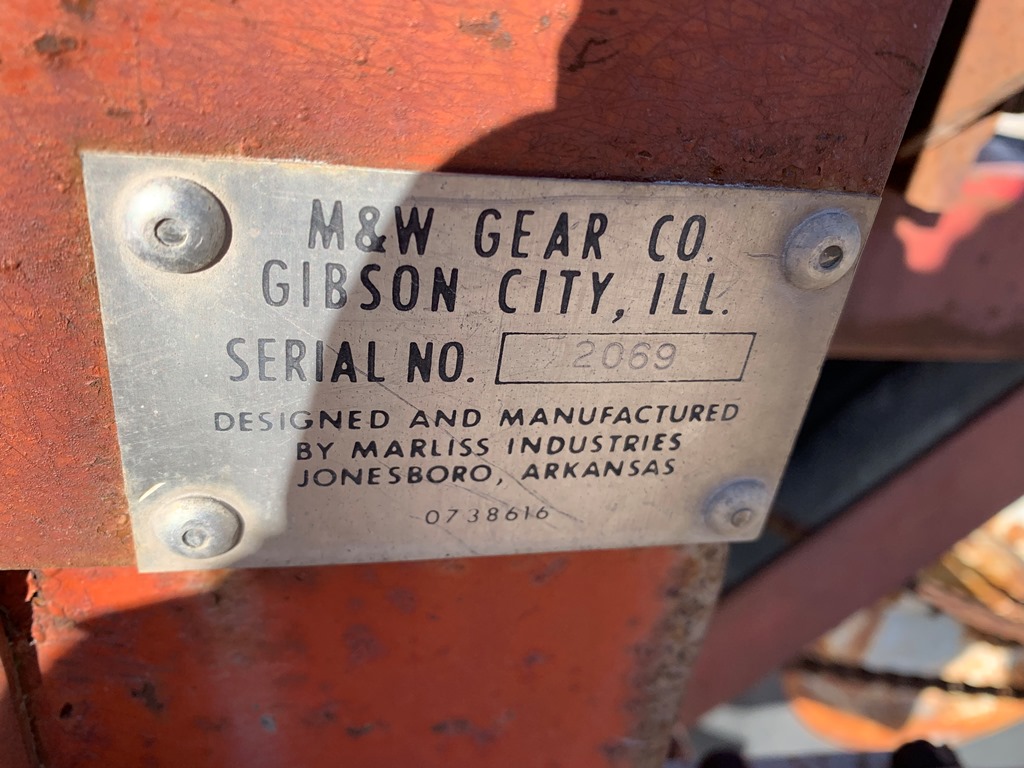 M&W GEAR CO.
GIBSON CITY, ILL.
SERIAL NO. 2069
DESIGNED AND MANUFACTURED
BY MARLISS INDUSTRIES
JONESBORO, ARKANSAS
0738616